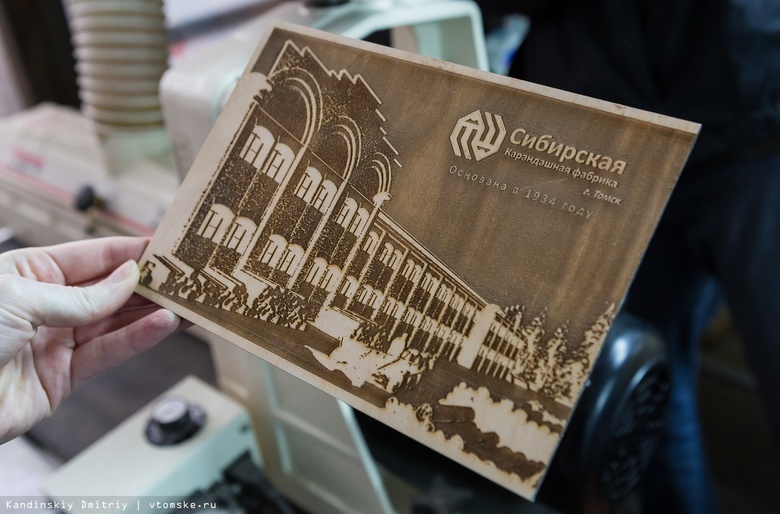 Сибирская
Карандашная фабрика
г. Томск
Основана в 1934 году
Kandinskiy Dmitriy | vtomske.ru